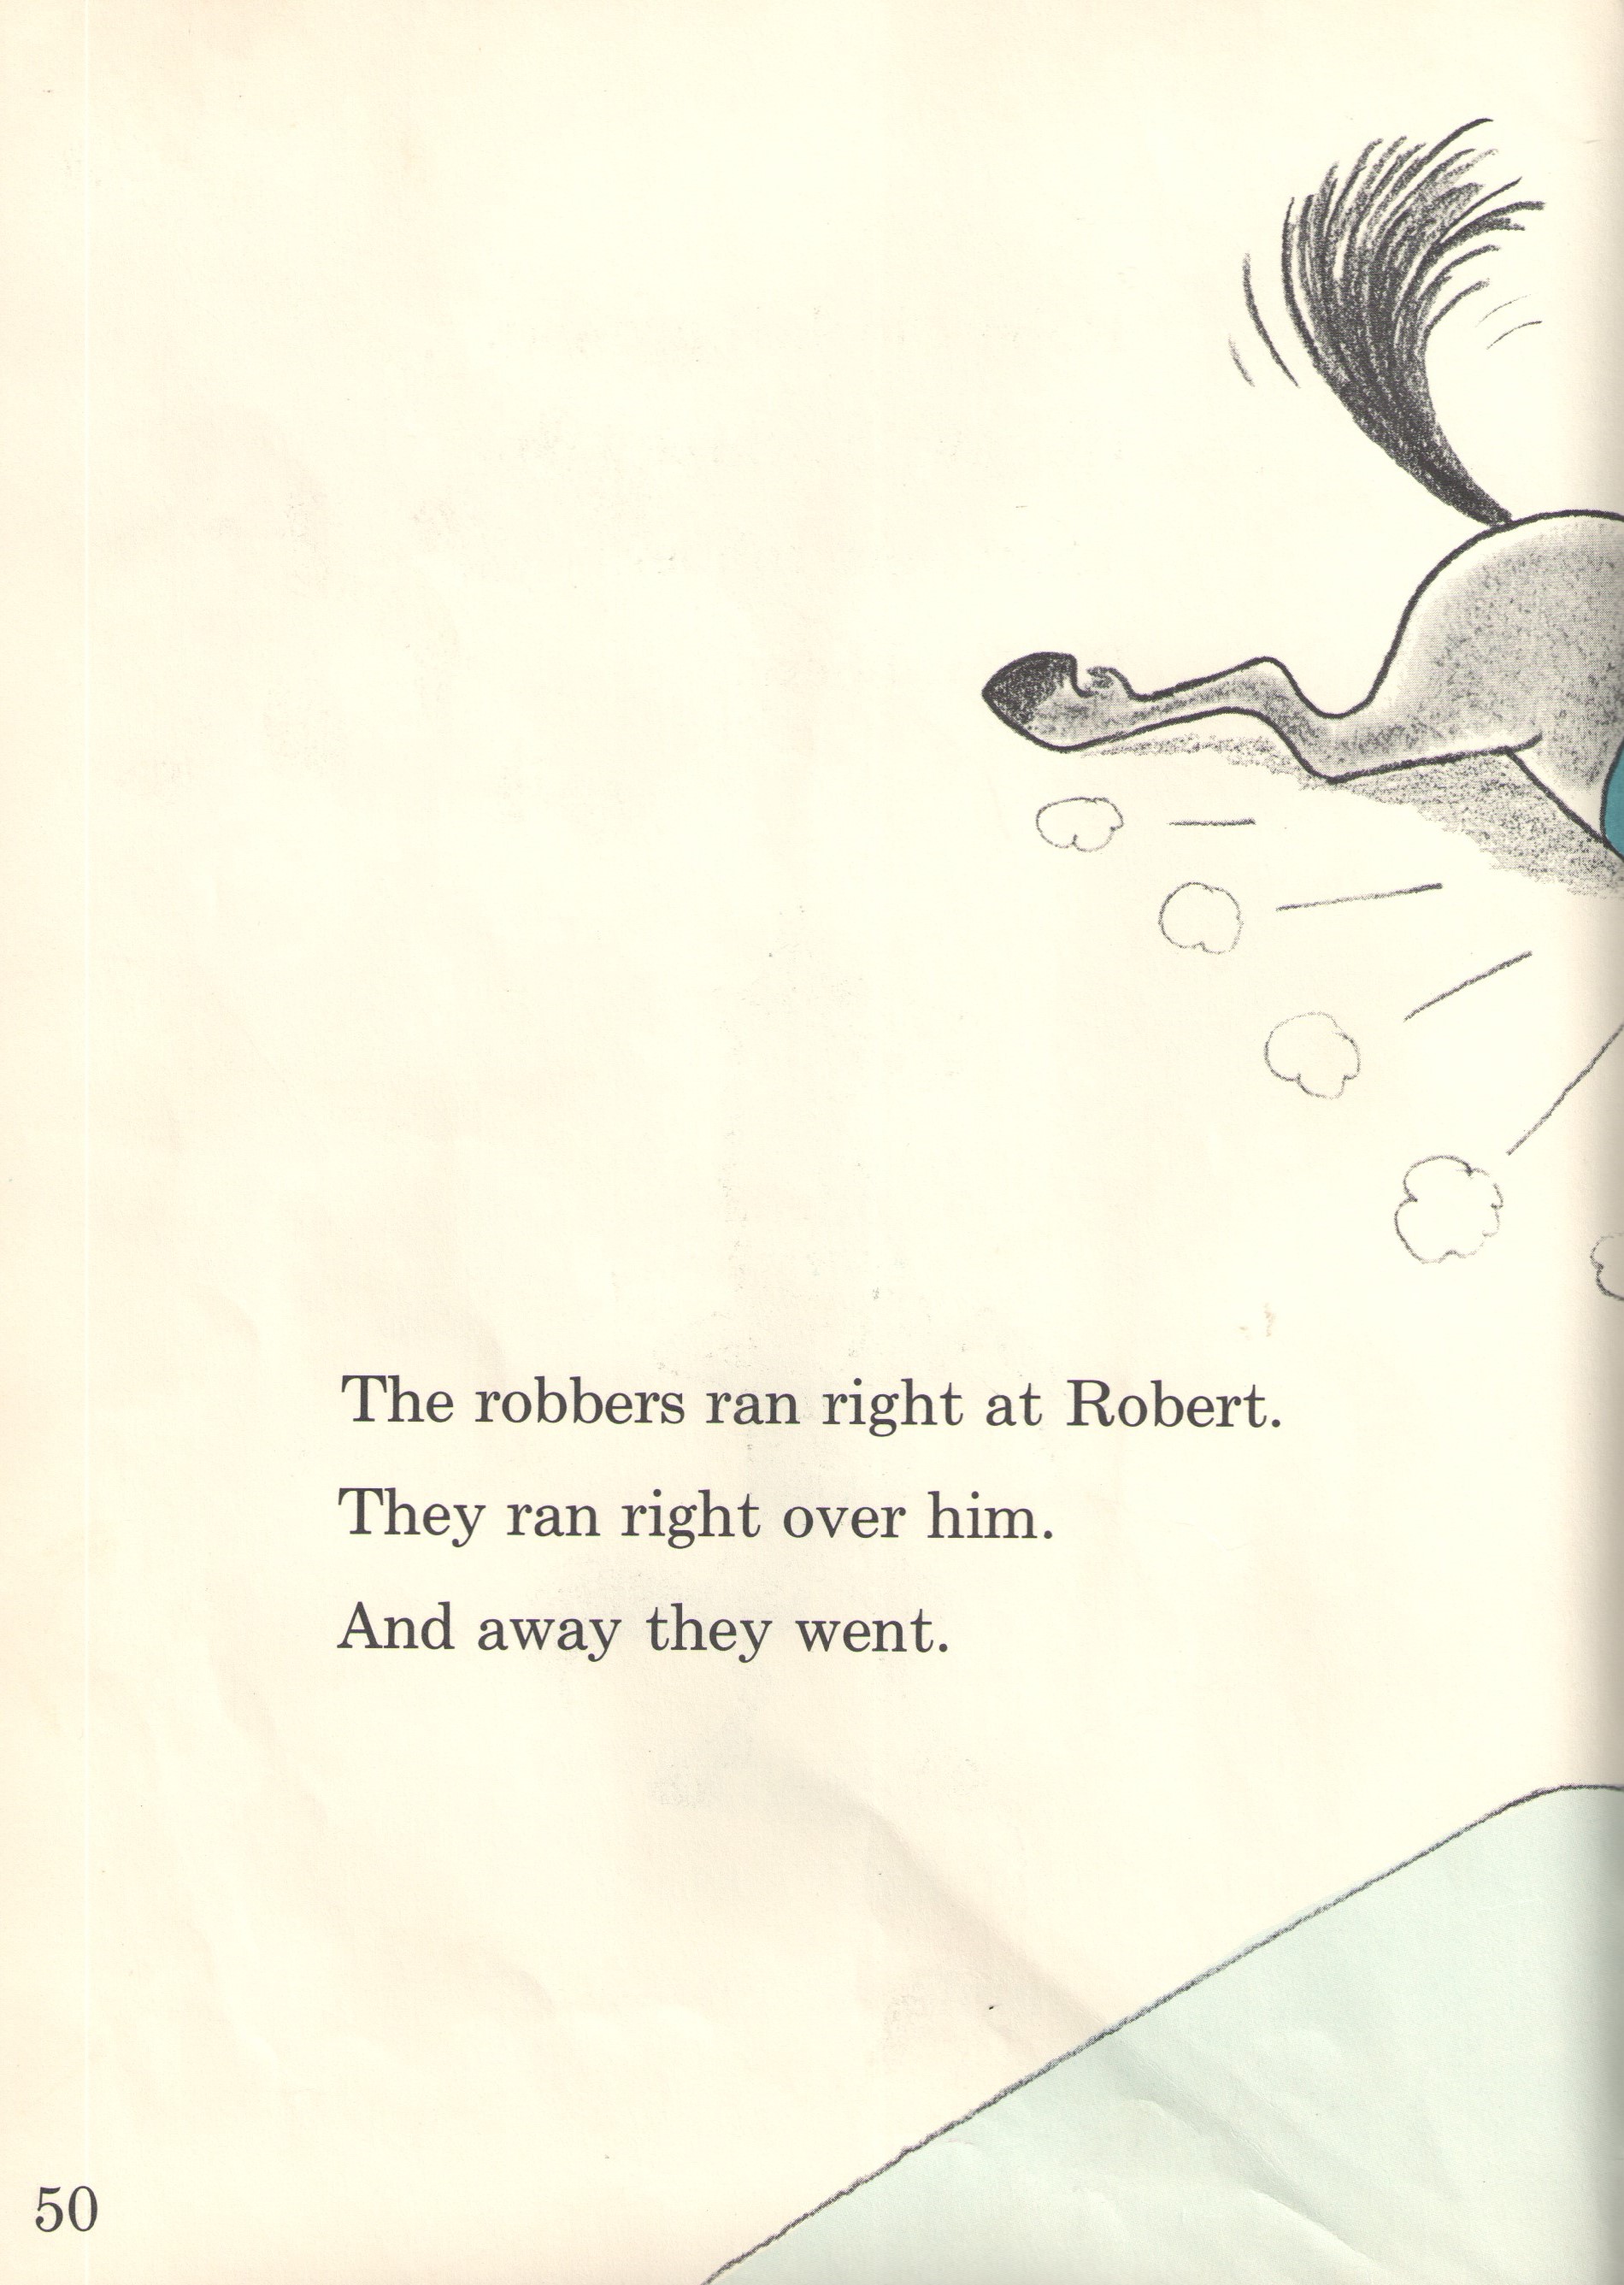 The robbers ran right at Robert.
They ran right over him.
And away they went.
50